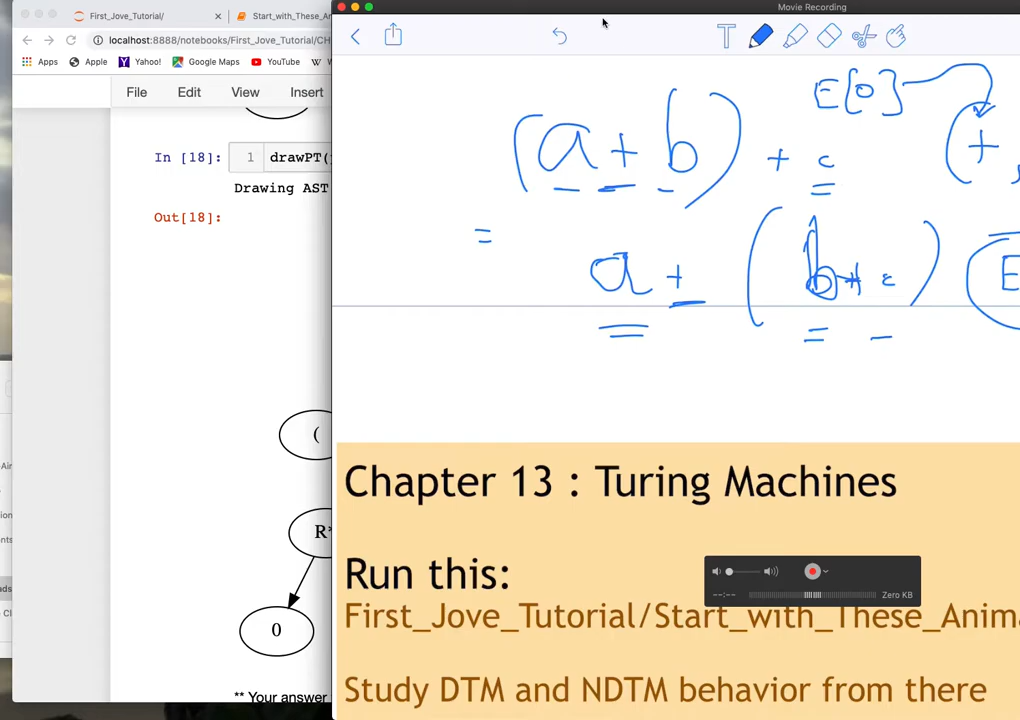 First_Jove_Tutorial/
Start_with_These_Anim
localhost:8888/notebooks/First_Jove_Tutorial/CH
Apps
Apple
Yahoo!
Google Maps
YouTube
File
Edit
View
Insert
In [18]:
1 drawPT(
Drawing AST
Out[18]:
(
R*
0
** Your answer
Movie Recording
E[0]
(a + b) + c
(+
=
a + (b + c)
E
Chapter 13 : Turing Machines
Run this:
First_Jove_Tutorial/Start_with_These_Anima
Study DTM and NDTM behavior from there
--:--
Zero KB